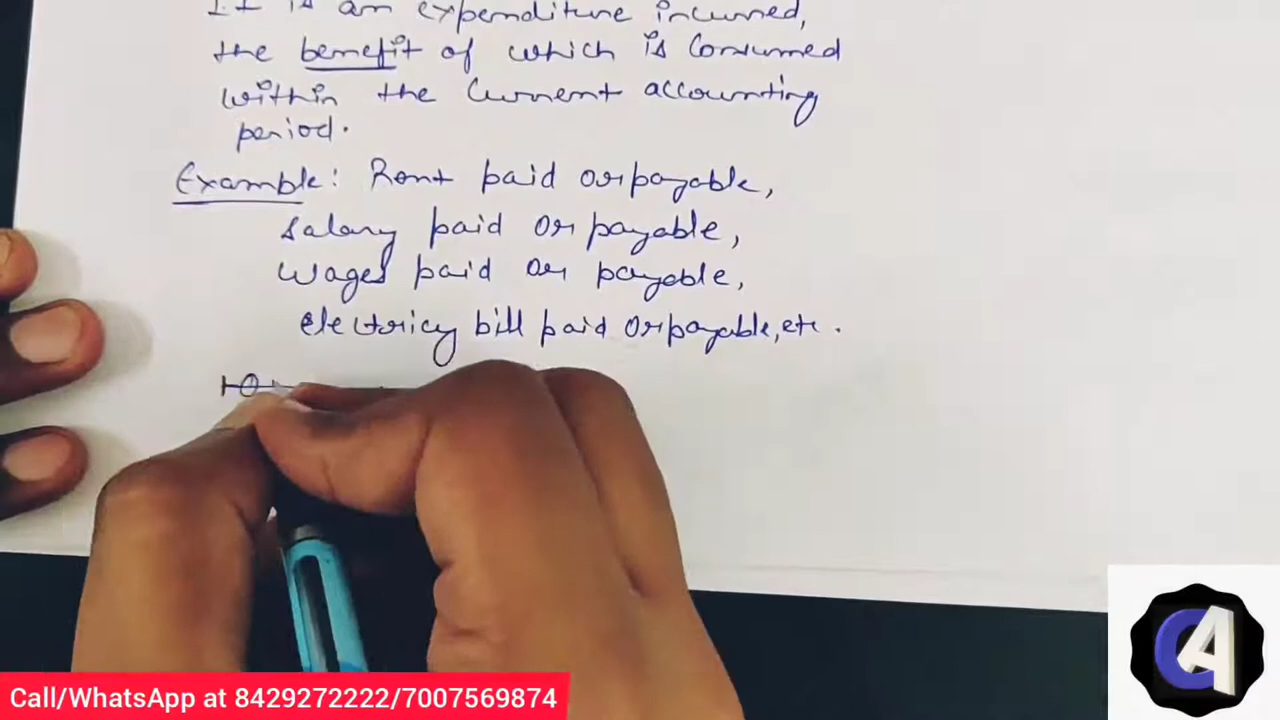 It is an expenditure incurred,
the benefit of which is Consumed
within the current accounting
period.
Example: Rent paid or payable,
salary paid or payable,
wages paid or payable,
electricy bill paid or payable, etc.
Call/WhatsApp at 8429272222/7007569874
CA